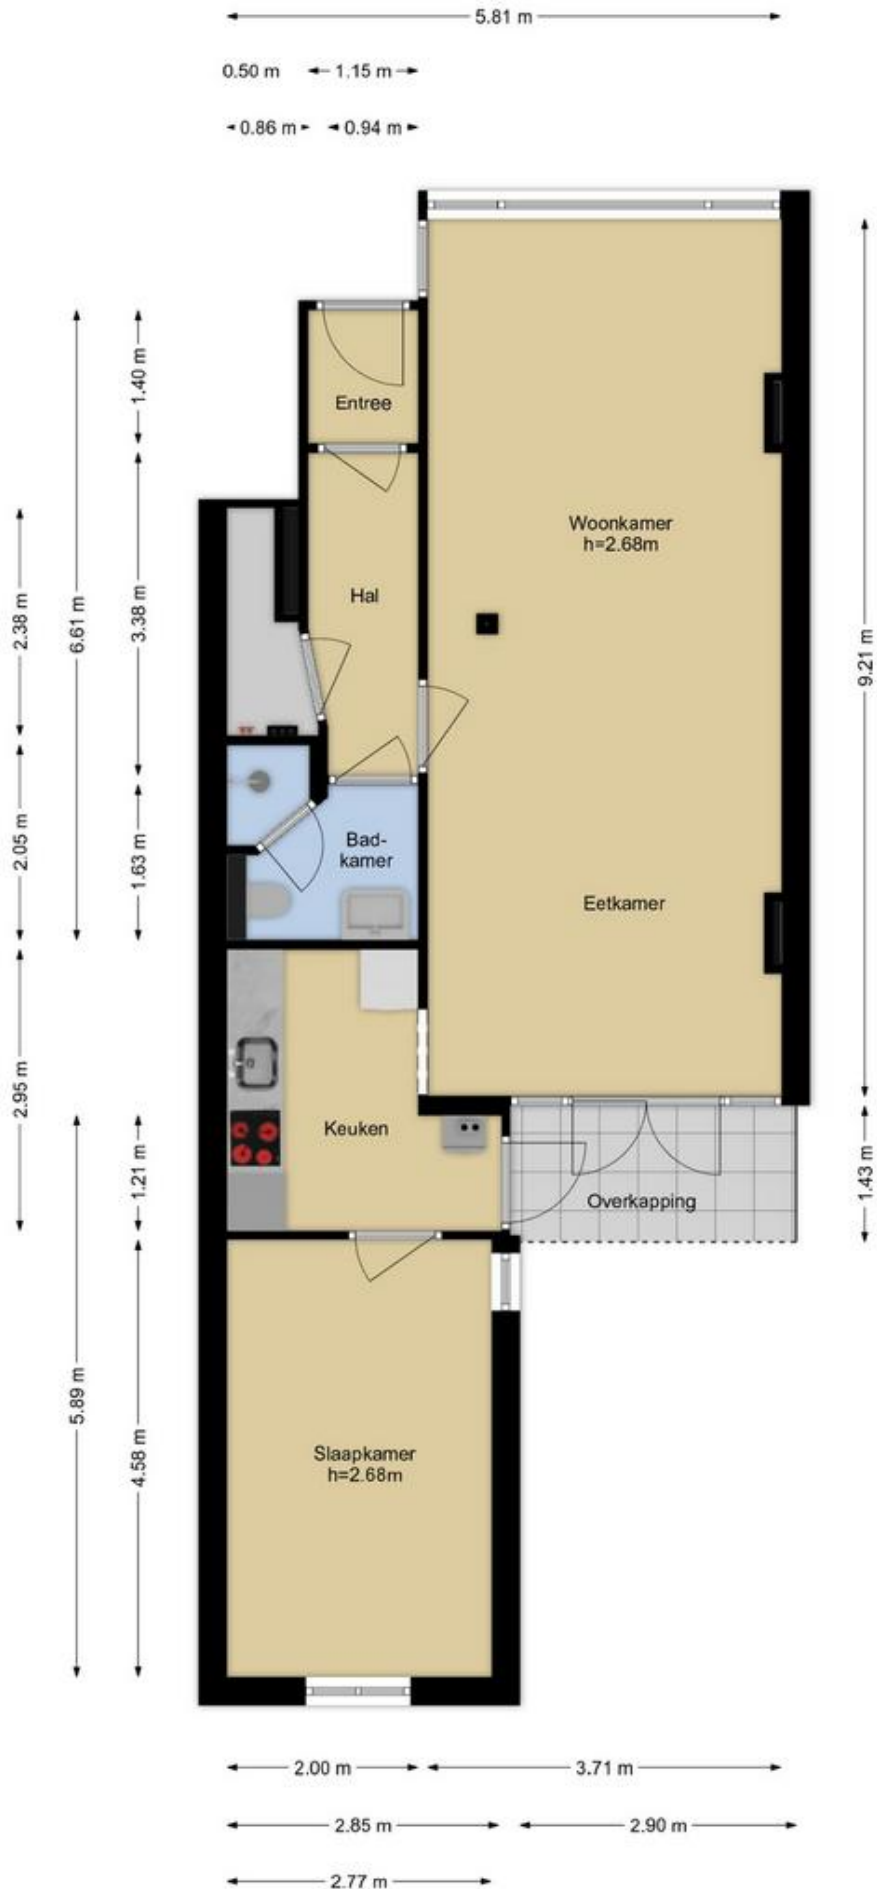 5.81 m
0.50 m
1.15 m
0.86 m
0.94 m
1.40 m
Entree
Woonkamer
h=2.68m
2.38 m
6.61 m
3.38 m
Hal
9.21 m
2.05 m
1.63 m
Bad-
kamer
Eetkamer
2.95 m
Keuken
1.21 m
Overkapping
1.43 m
5.89 m
4.58 m
Slaapkamer
h=2.68m
2.00 m
3.71 m
2.85 m
2.90 m
2.77 m